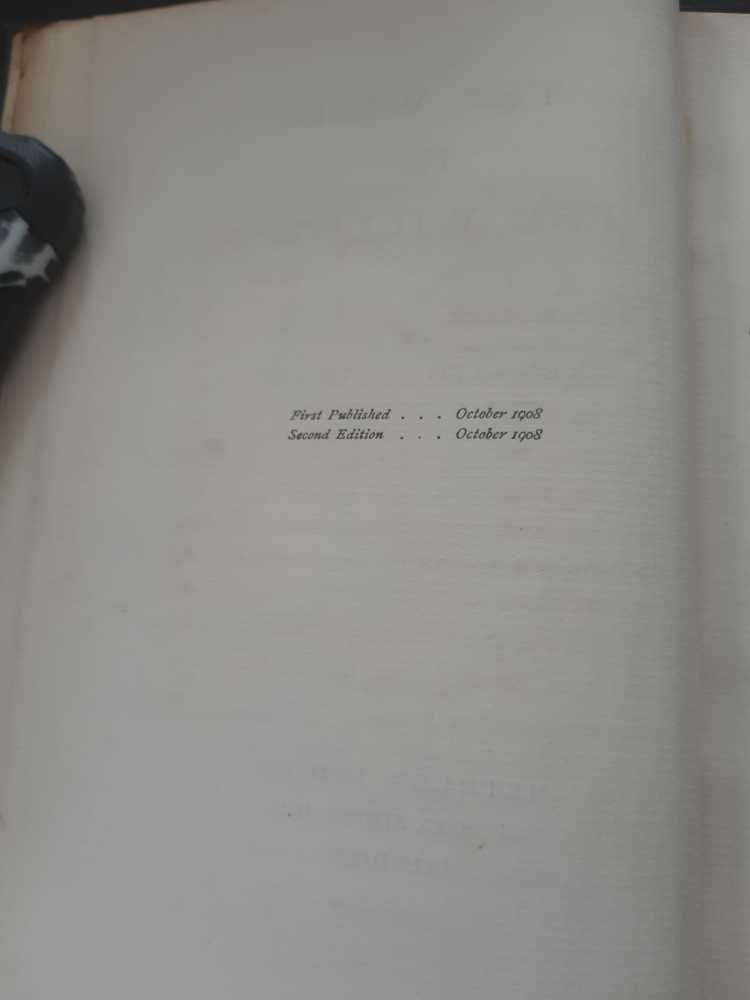 First Published . . . October 1908
Second Edition . . . October 1908